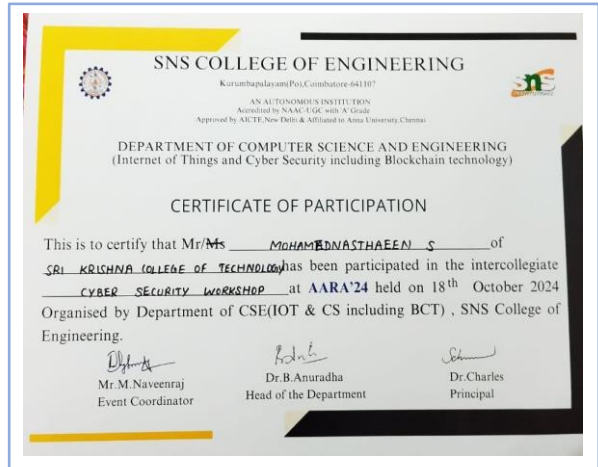 SNS COLLEGE OF ENGINEERING
Kurumbapalayam(Po),Coimbatore-641107
AN AUTONOMOUS INSTITUTION
Accredited by NAAC-UGC with 'A' Grade
Approved by AICTE,New Delhi & Affiliated to Anna University,Chennai
sns
DEPARTMENT OF COMPUTER SCIENCE AND ENGINEERING
(Internet of Things and Cyber Security including Blockchain technology)
CERTIFICATE OF PARTICIPATION
This is to certify that Mr/Ms MOHAMEDNASTHAEEN S of
SRI KRISHNA COLLEGE OF TECHNOLOGY has been participated in the intercollegiate
CYBER SECURITY WORKSHOP at AARA'24 held on 18th October 2024
Organised by Department of CSE(IOT & CS including BCT) , SNS College of
Engineering.
Mr.M.Naveenraj Dr.B.Anuradha Dr.Charles
Event Coordinator Head of the Department Principal